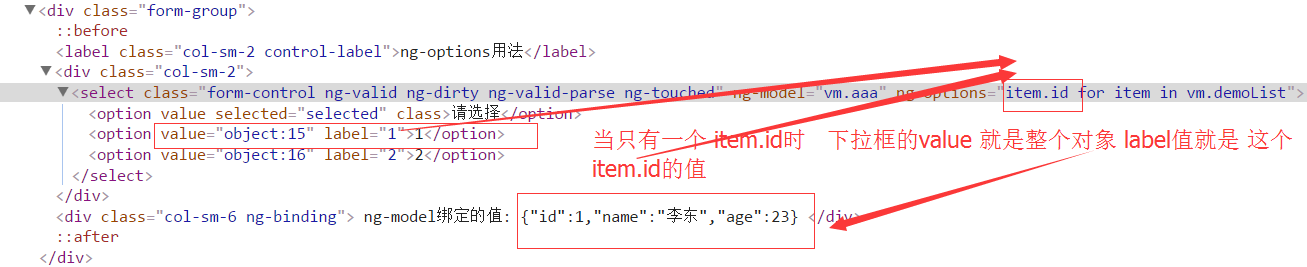 ▼<div class="form-group">
::before
<label class="col-sm-2 control-label">ng-options用法</label>
▼<div class="col-sm-2">
▼<select class="form-control ng-valid ng-dirty ng-valid-parse ng-touched" ng-model="vm.aaa" ng-options="item.id for item in vm.demoList">
<option value selected="selected" class>请选择</option>
<option value="object:15" label="1">1</option>
<option value="object:16" label="2">2</option>
</select>
</div>
<div class="col-sm-6 ng-binding"> ng-model绑定的值: {"id":1,"name":"李东","age":23} </div>
::after
</div>
当只有一个 item.id时 下拉框的value 就是整个对象 label值就是 这个
item.id的值